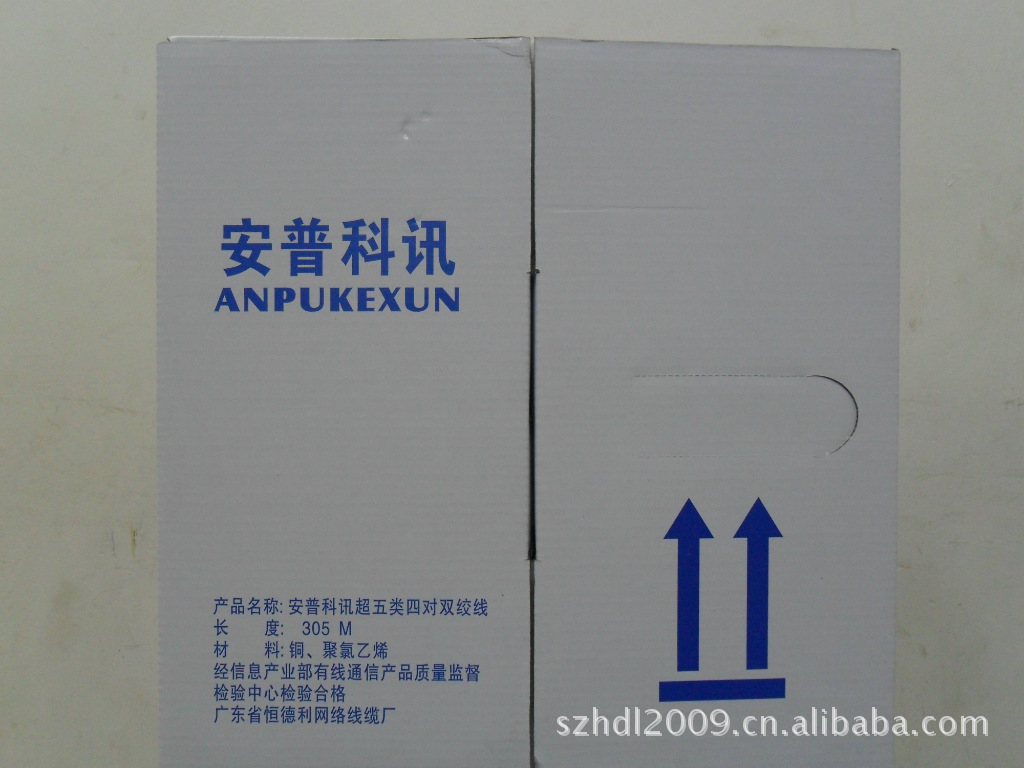 安普科讯
ANPUKEXUN
产品名称: 安普科讯超五类四对双绞线
长 度: 305 M
材 料: 铜、聚氯乙烯
经信息产业部有线通信产品质量监督
检验中心检验合格
广东省恒德利网络线缆厂
szhdl2009.cn.alibaba.com